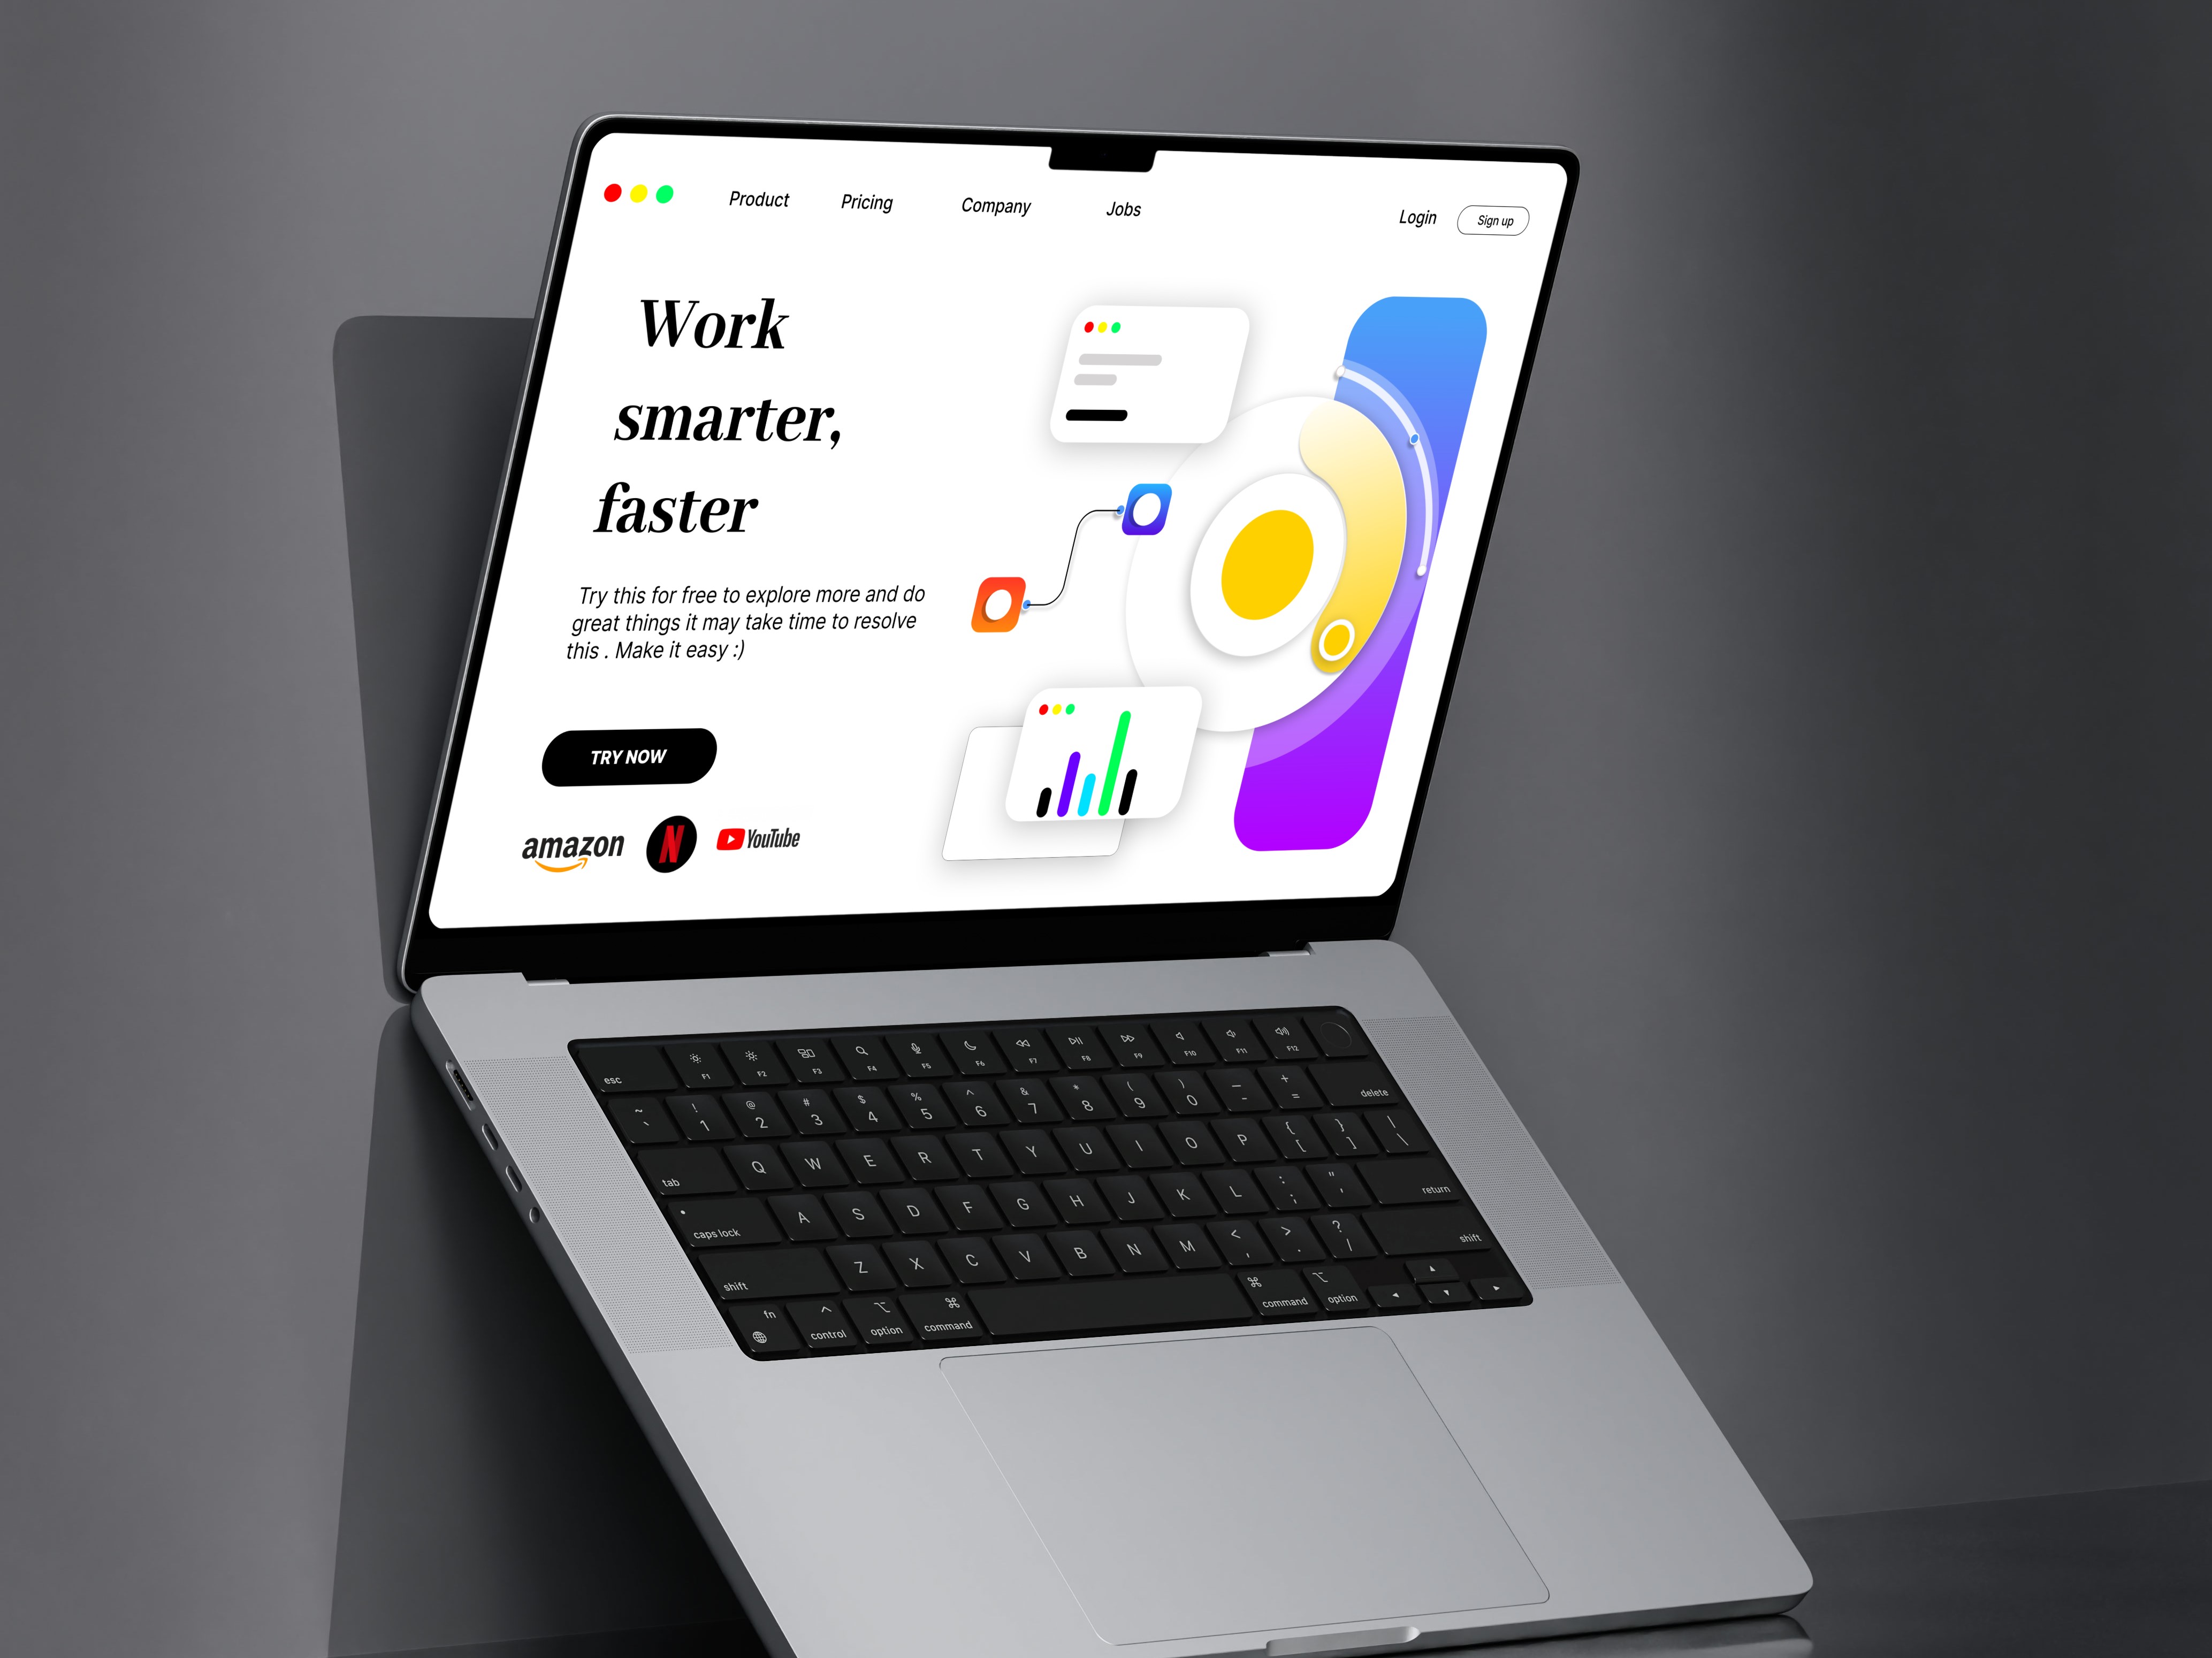 Product Pricing Company Jobs Login Sign up
Work
smarter,
faster
Try this for free to explore more and do
great things it may take time to resolve
this . Make it easy :)
TRY NOW
amazon N YouTube
esc F1 F2 F3 F4 F5 F6 F7 F8 F9 F10 F11 F12
~ ! @ # $ % ^ & * ( ) — +
` 1 2 3 4 5 6 7 8 9 0 - = delete
tab Q W E R T Y U I O P { [ } ] | \
caps lock A S D F G H J K L : ; " ' return
shift Z X C V B N M < , > . ? / shift
fn control option command command option